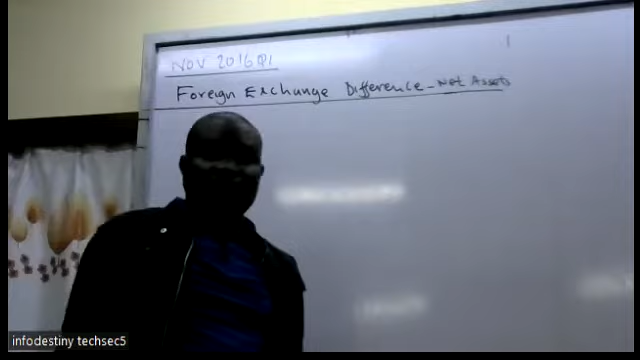 NOV 2016 Q1
Foreign Exchange Difference - Net Assets
infodestiny techsec5